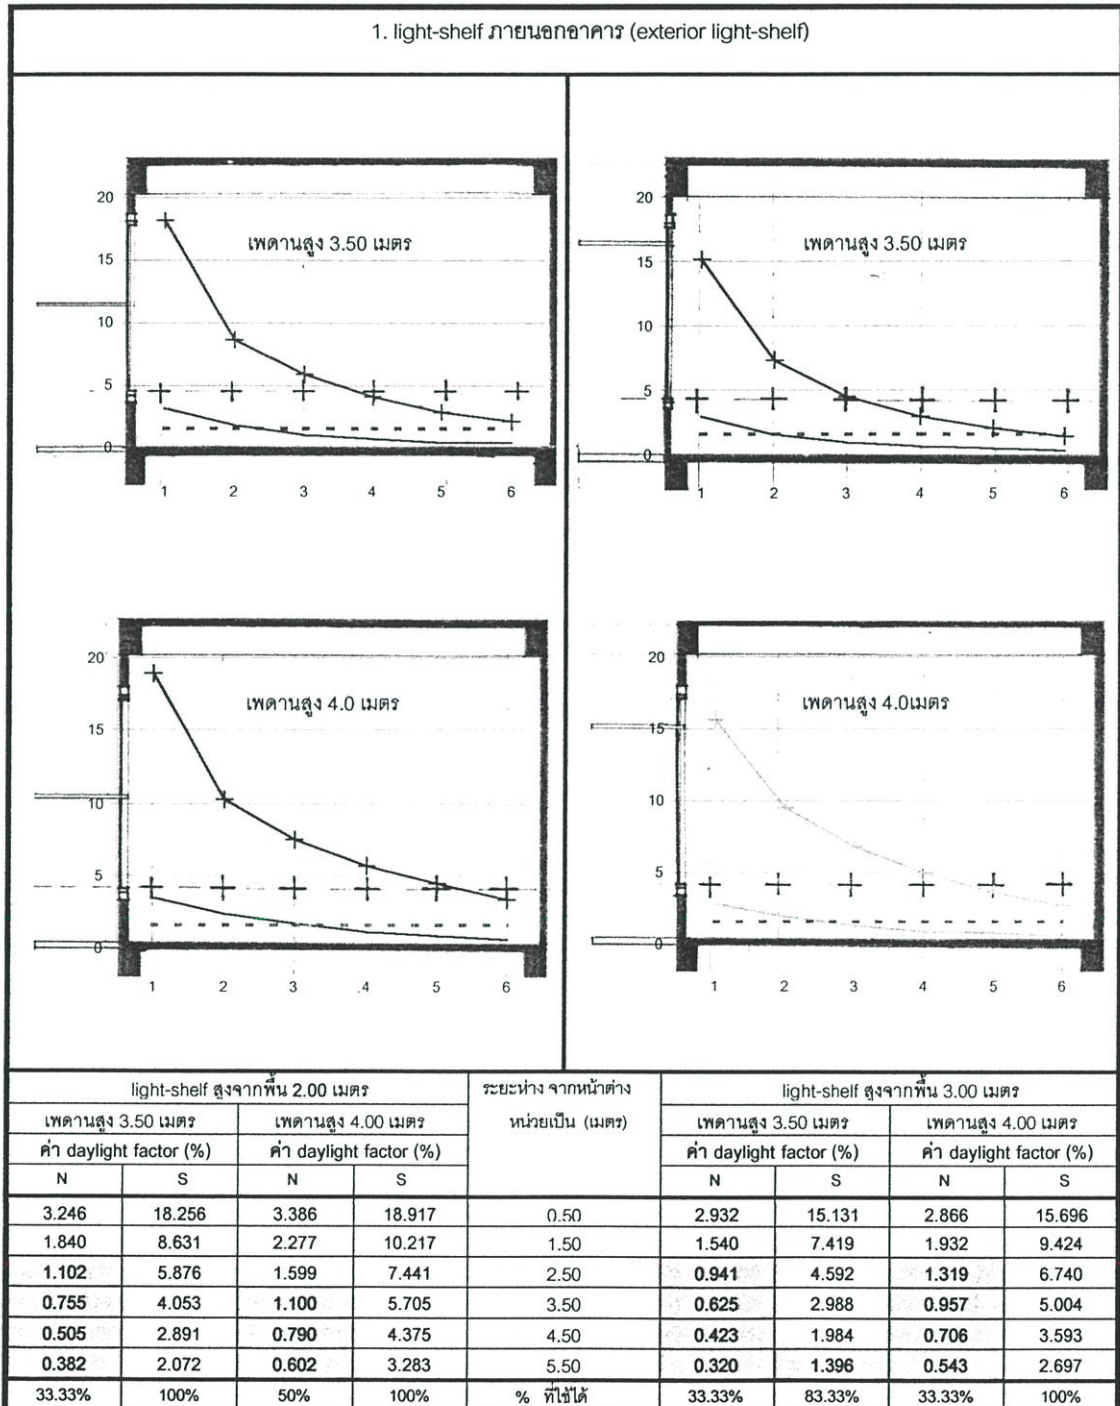 1. light-shelf ภายนอกอาคาร (exterior light-shelf)
20
15
10
5
0
เพดานสูง 3.50 เมตร
1 2 3 4 5 6
20
15
10
5
0
เพดานสูง 3.50 เมตร
1 2 3 4 5 6
20
15
10
5
0
เพดานสูง 4.0 เมตร
1 2 3 4 5 6
20
15
10
5
0
เพดานสูง 4.0เมตร
1 2 3 4 5 6
light-shelf สูงจากพื้น 2.00 เมตร ระยะห่าง จากหน้าต่าง light-shelf สูงจากพื้น 3.00 เมตร
เพดานสูง 3.50 เมตร เพดานสูง 4.00 เมตร หน่วยเป็น (เมตร) เพดานสูง 3.50 เมตร เพดานสูง 4.00 เมตร
ค่า daylight factor (%) ค่า daylight factor (%) ค่า daylight factor (%) ค่า daylight factor (%)
N S N S N S N S
3.246 18.256 3.386 18.917 0.50 2.932 15.131 2.866 15.696
1.840 8.631 2.277 10.217 1.50 1.540 7.419 1.932 9.424
1.102 5.876 1.599 7.441 2.50 0.941 4.592 1.319 6.740
0.755 4.053 1.100 5.705 3.50 0.625 2.988 0.957 5.004
0.505 2.891 0.790 4.375 4.50 0.423 1.984 0.706 3.593
0.382 2.072 0.602 3.283 5.50 0.320 1.396 0.543 2.697
33.33% 100% 50% 100% % ที่ใช้ได้ 33.33% 83.33% 33.33% 100%